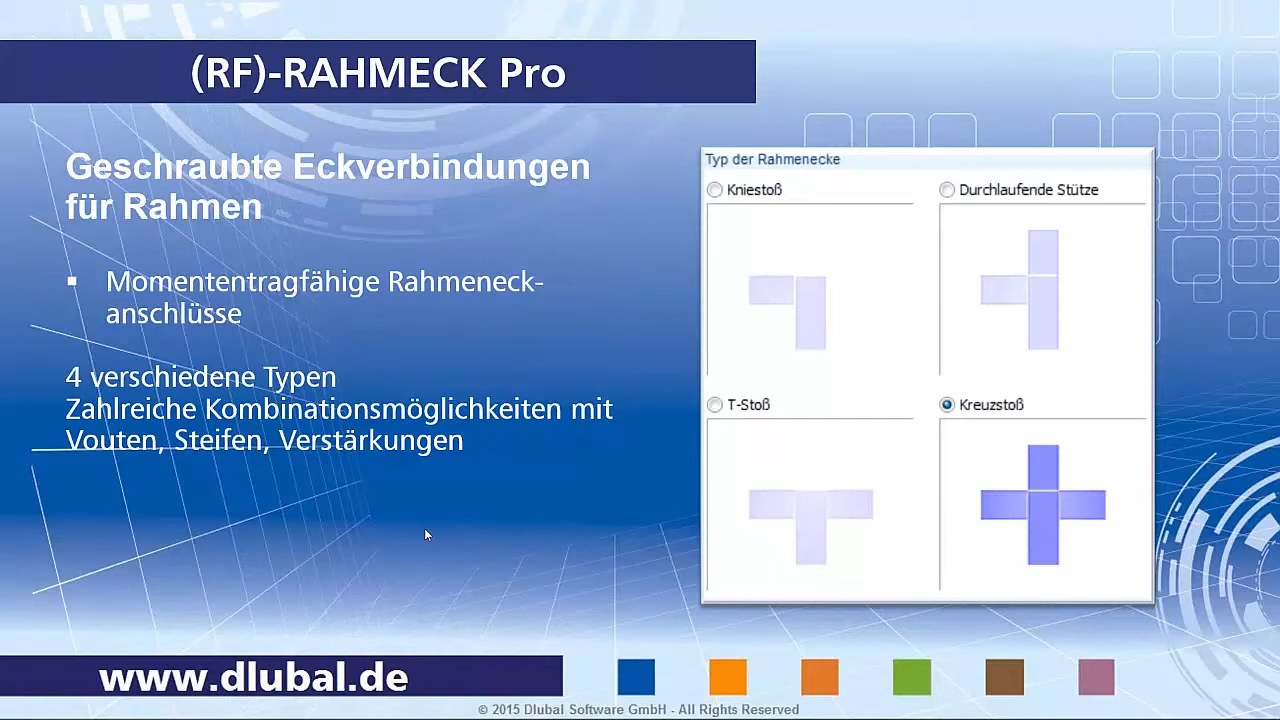 (RF)-RAHMECK Pro
Geschraubte Eckverbindungen
für Rahmen
Momententragfähige Rahmeneck-
anschlüsse
4 verschiedene Typen
Zahlreiche Kombinationsmöglichkeiten mit
Vouten, Steifen, Verstärkungen
Typ der Rahmenecke
Kniestoß
Durchlaufende Stütze
T-Stoß
Kreuzstoß
www.dlubal.de
© 2015 Dlubal Software GmbH - All Rights Reserved